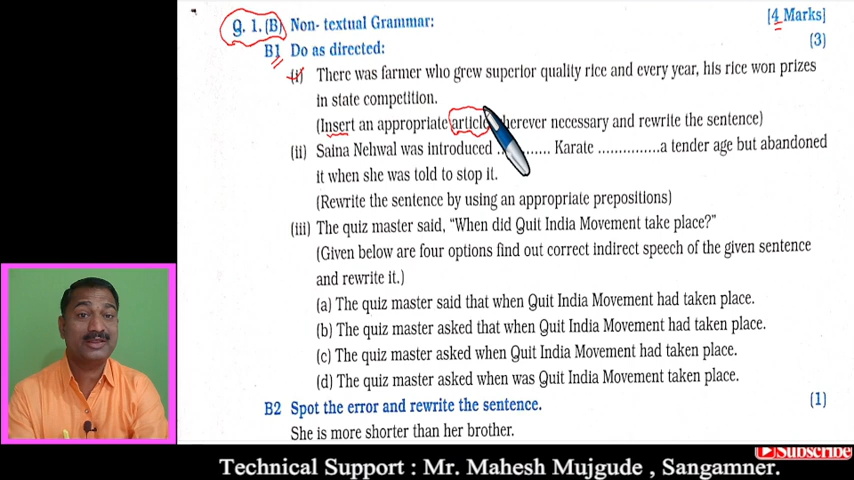 Q. 1. (B) Non- textual Grammar: [4 Marks]
B1 Do as directed: (3)
(i) There was farmer who grew superior quality rice and every year, his rice won prizes
in state competition.
(Insert an appropriate article wherever necessary and rewrite the sentence)
(ii) Saina Nehwal was introduced ............ Karate ..............a tender age but abandoned
it when she was told to stop it.
(Rewrite the sentence by using an appropriate prepositions)
(iii) The quiz master said, “When did Quit India Movement take place?”
(Given below are four options find out correct indirect speech of the given sentence
and rewrite it.)
(a) The quiz master said that when Quit India Movement had taken place.
(b) The quiz master asked that when Quit India Movement had taken place.
(c) The quiz master asked when Quit India Movement had taken place.
(d) The quiz master asked when was Quit India Movement taken place.
B2 Spot the error and rewrite the sentence. (1)
She is more shorter than her brother.
SUBSCRIBE
Technical Support : Mr. Mahesh Mujgude , Sangamner.